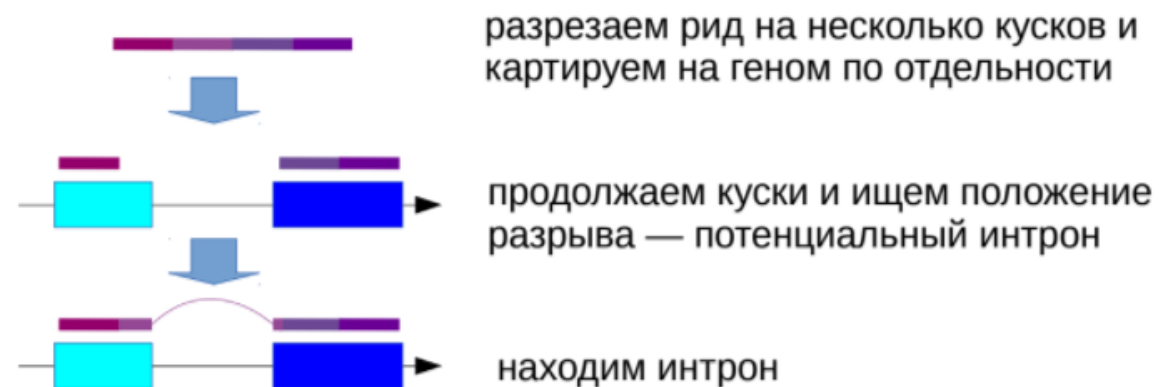 разрезаем рид на несколько кусков и
картируем на геном по отдельности
продолжаем куски и ищем положение
разрыва — потенциальный интрон
находим интрон